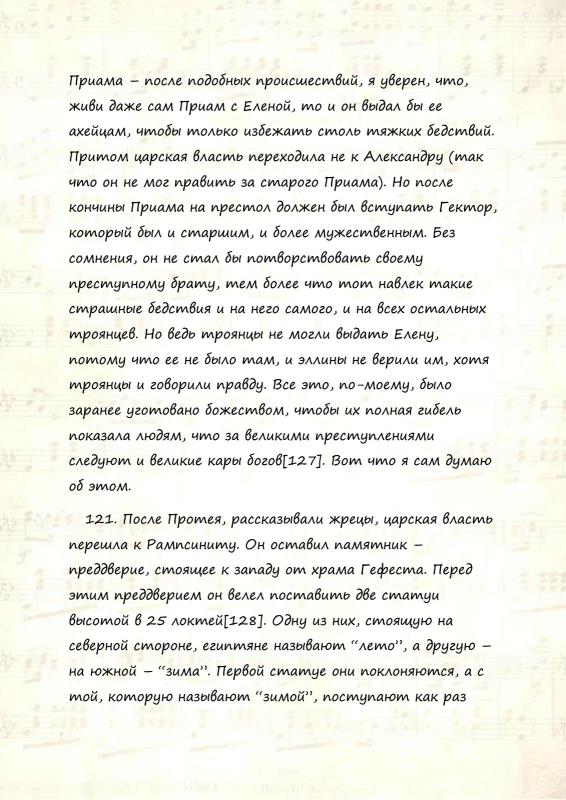 Приама – после подобных происшествий, я уверен, что,
живи даже сам Приам с Еленой, то и он выдал бы ее
ахейцам, чтобы только избежать столь тяжких бедствий.
Притом царская власть переходила не к Александру (так
что он не мог править за старого Приама). Но после
кончины Приама на престол должен был вступать Гектор,
который был и старшим, и более мужественным. Без
сомнения, он не стал бы потворствовать своему
преступному брату, тем более что тот навлек такие
страшные бедствия и на него самого, и на всех остальных
троянцев. Но ведь троянцы не могли выдать Елену,
потому что ее не было там, и эллины не верили им, хотя
троянцы и говорили правду. Все это, по-моему, было
заранее уготовано божеством, чтобы их полная гибель
показала людям, что за великими преступлениями
следуют и великие кары богов[127]. Вот что я сам думаю
об этом.
121. После Протея, рассказывали жрецы, царская власть
перешла к Рампсиниту. Он оставил памятник –
преддверие, стоящее к западу от храма Гефеста. Перед
этим преддверием он велел поставить две статуи
высотой в 25 локтей[128]. Одну из них, стоящую на
северной стороне, египтяне называют “лето”, а другую –
на южной – “зима”. Первой статуе они поклоняются, а с
той, которую называют “зимой”, поступают как раз